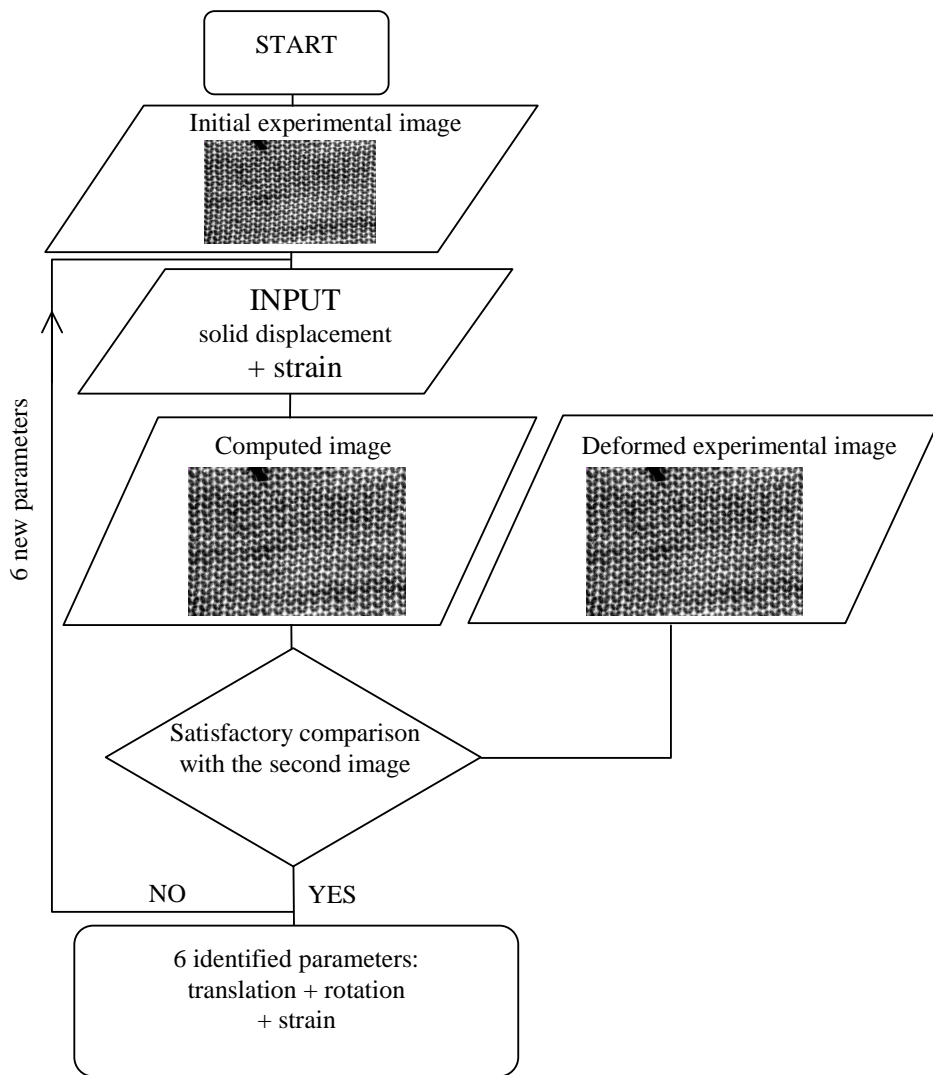 START
Initial experimental image
INPUT
solid displacement
+ strain
Computed image
Deformed experimental image
6 new parameters
Satisfactory comparison
with the second image
NO
YES
6 identified parameters:
translation + rotation
+ strain